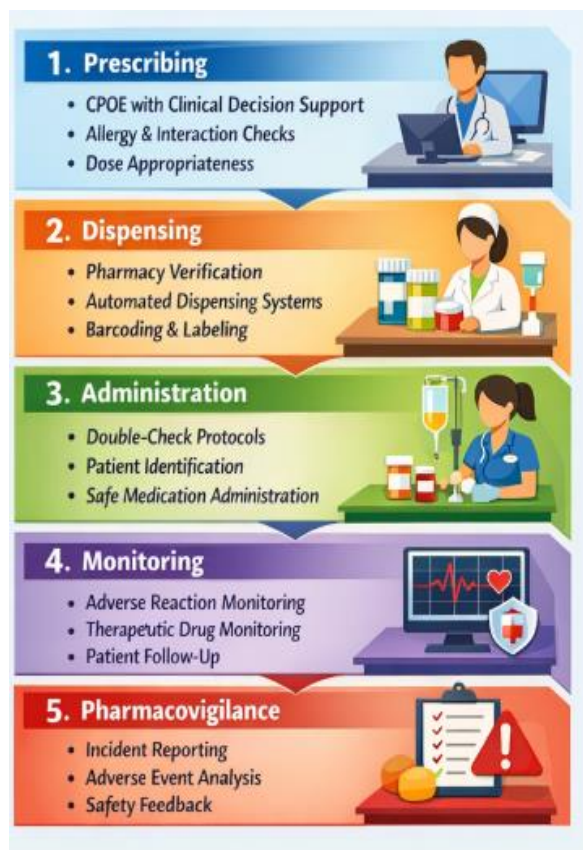 1. Prescribing
• CPOE with Clinical Decision Support
• Allergy & Interaction Checks
• Dose Appropriateness
2. Dispensing
• Pharmacy Verification
• Automated Dispensing Systems
• Barcoding & Labeling
3. Administration
• Double-Check Protocols
• Patient Identification
• Safe Medication Administration
4. Monitoring
• Adverse Reaction Monitoring
• Therapeutic Drug Monitoring
• Patient Follow-Up
5. Pharmacovigilance
• Incident Reporting
• Adverse Event Analysis
• Safety Feedback